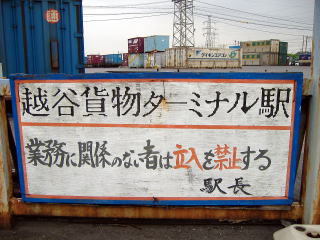 越谷貨物ターミナル駅
業務に関係のない者は立入を禁止する
駅長